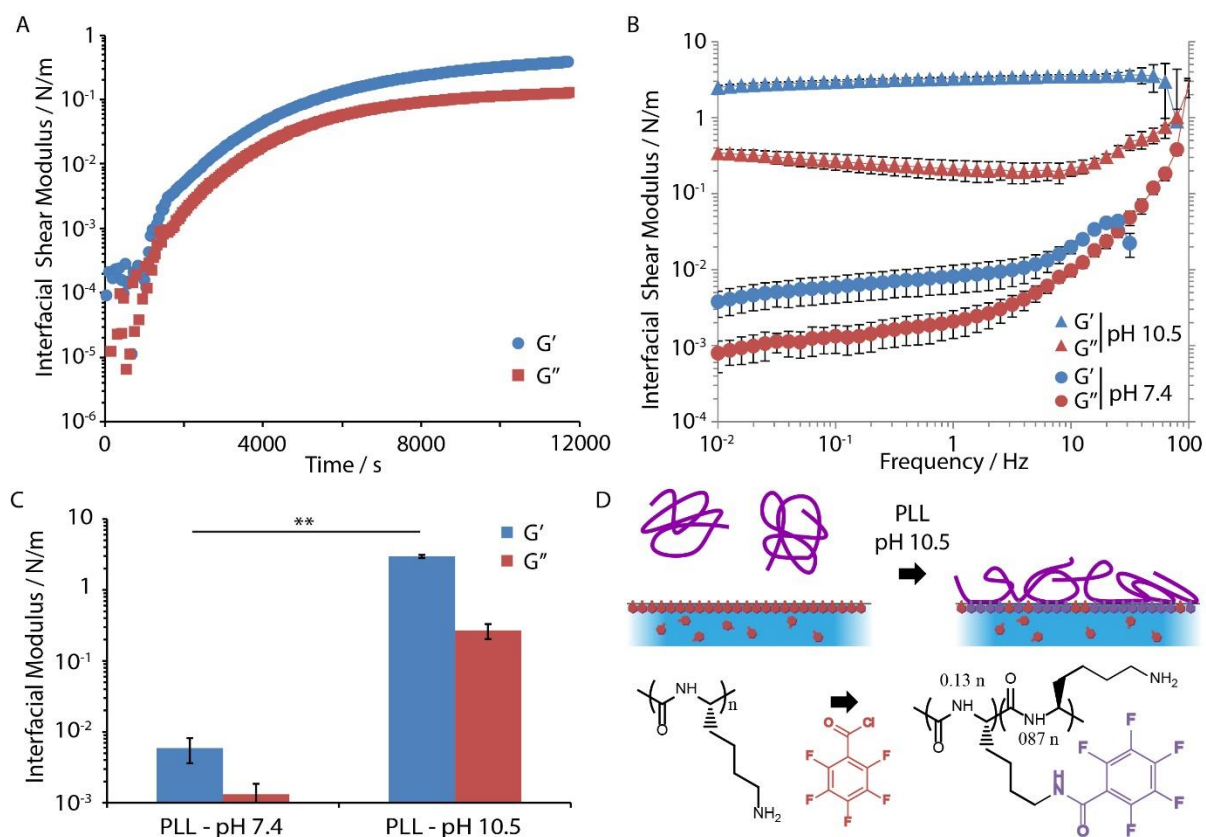 A
Interfacial Shear Modulus / N/m
1
10⁻¹
10⁻²
10⁻³
10⁻⁴
10⁻⁵
10⁻⁶
G'
G"
0 4000 8000 12000
Time / s
B
Interfacial Shear Modulus / N/m
10
1
10⁻¹
10⁻²
10⁻³
10⁻⁴
G'
G"
pH 10.5
G'
G"
pH 7.4
10⁻² 10⁻¹ 1 10 100
Frequency / Hz
C
Interfacial Modulus / N/m
10
1
10⁻¹
10⁻²
10⁻³
**
G'
G"
PLL - pH 7.4 PLL - pH 10.5
D
PLL
pH 10.5
O
NH
n
NH₂
O
Cl
F
F
F
F
F
0.13 n
O
NH
O
NH
087 n
NH₂
H
N
O
F
F
F
F
F